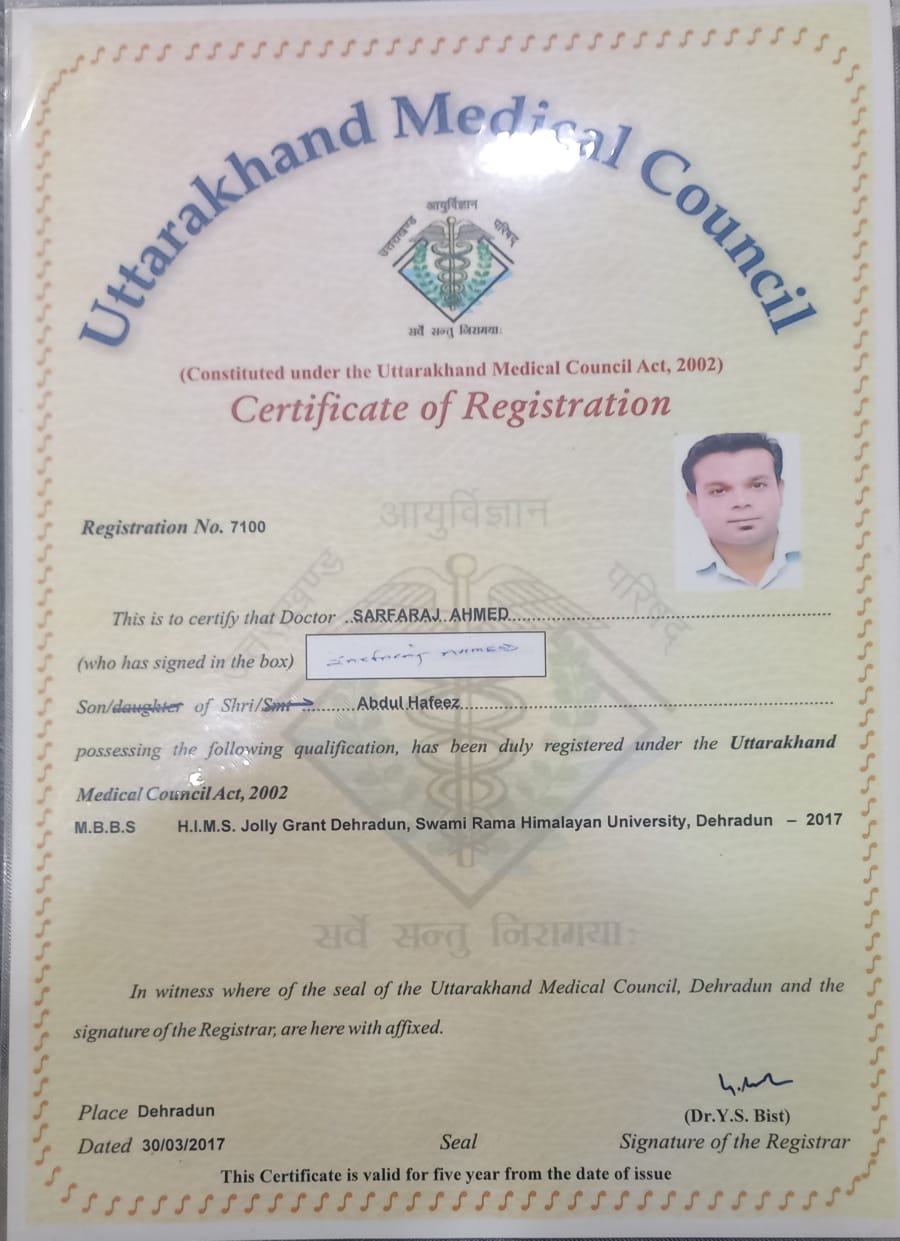 Uttarakhand Medical Council
आयुर्विज्ञान
उत्तराखण्ड परिषद्
सर्वे सन्तु निरामयाः
(Constituted under the Uttarakhand Medical Council Act, 2002)
Certificate of Registration
आयुर्विज्ञान
Registration No. 7100
उत्तराखण्ड परिषद्
This is to certify that Doctor ..SARFARAJ..AHMED..........
(who has signed in the box)
Son/daughter of Shri/Smt ...........Abdul.Hafeez..........
possessing the following qualification, has been duly registered under the Uttarakhand
Medical Council Act, 2002
M.B.B.S H.I.M.S. Jolly Grant Dehradun, Swami Rama Himalayan University, Dehradun – 2017
सर्वे सन्तु निरामयाः
In witness where of the seal of the Uttarakhand Medical Council, Dehradun and the
signature of the Registrar, are here with affixed.
Place Dehradun
(Dr.Y.S. Bist)
Dated 30/03/2017 Seal Signature of the Registrar
This Certificate is valid for five year from the date of issue